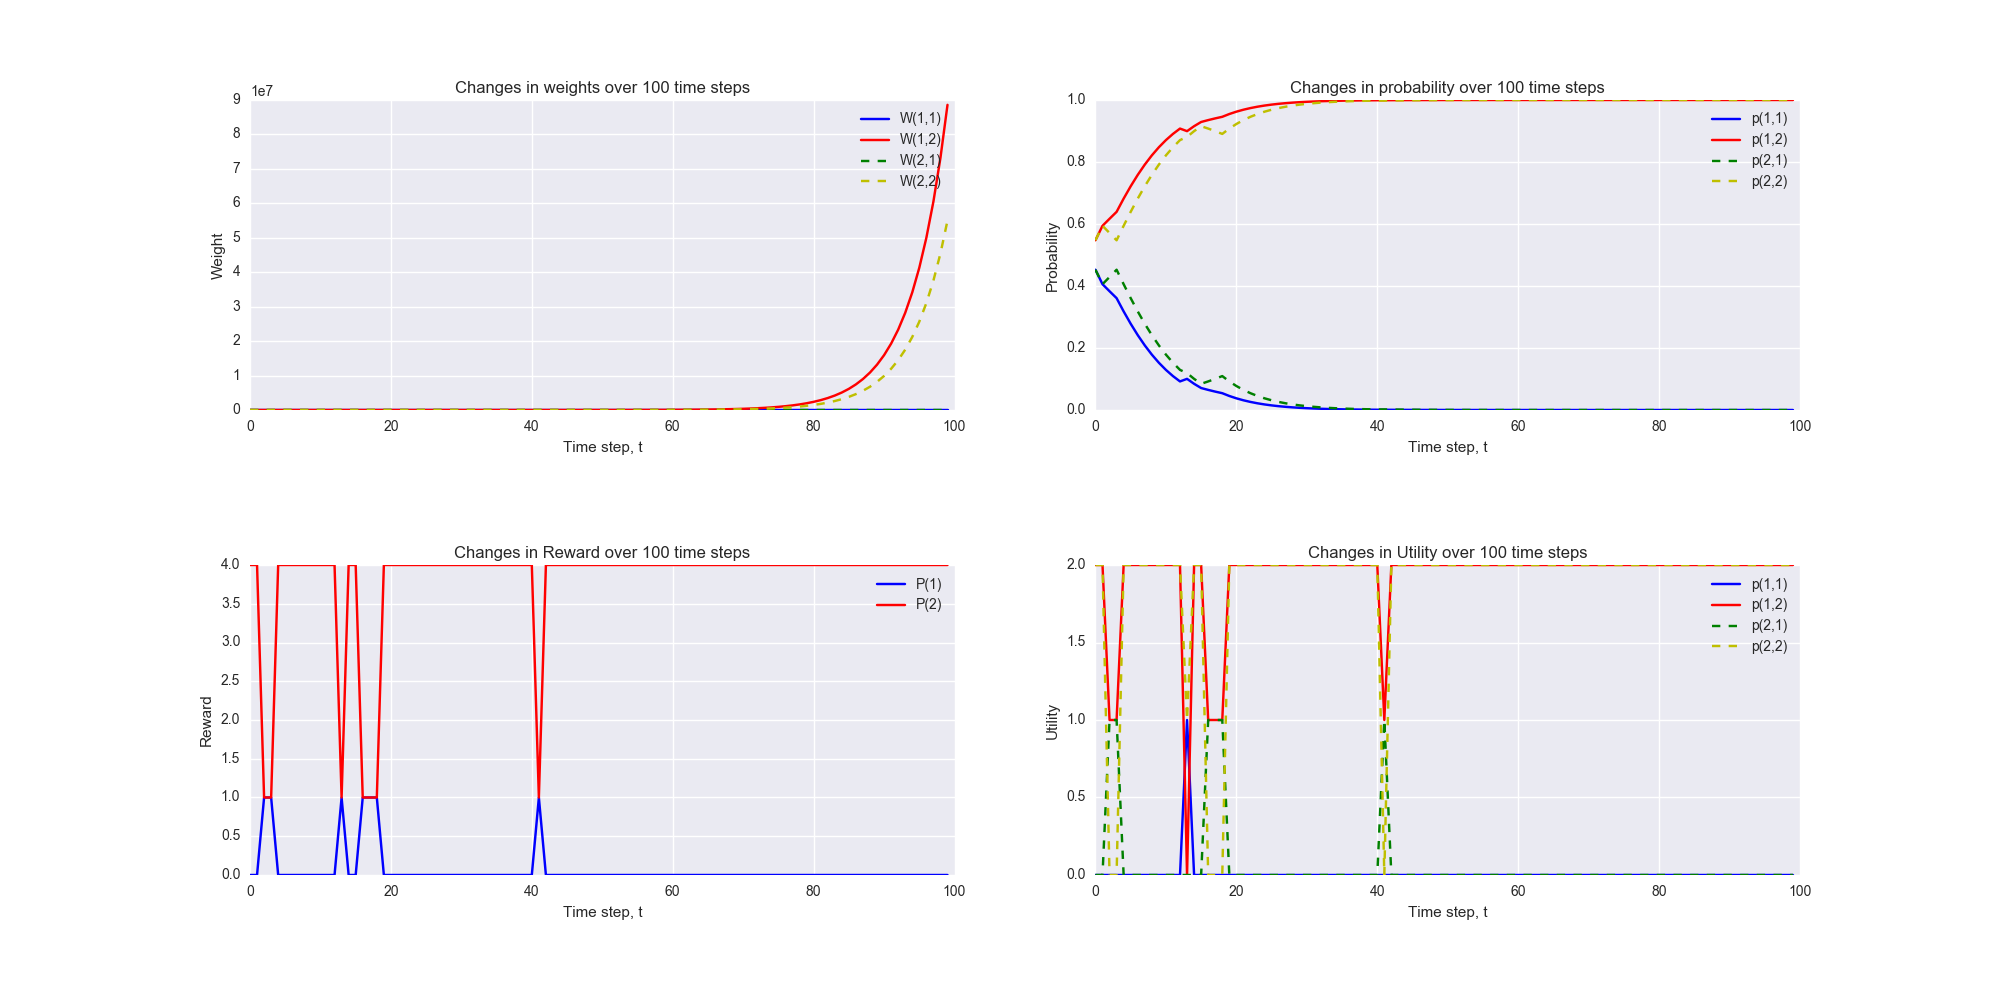 Changes in weights over 100 time steps
1e7
9
8
7
6
5
4
3
2
1
0
Weight
0 20 40 60 80 100
Time step, t
W(1,1)
W(1,2)
W(2,1)
W(2,2)
Changes in probability over 100 time steps
1.0
0.8
0.6
0.4
0.2
0.0
Probability
0 20 40 60 80 100
Time step, t
p(1,1)
p(1,2)
p(2,1)
p(2,2)
Changes in Reward over 100 time steps
4.0
3.5
3.0
2.5
2.0
1.5
1.0
0.5
0.0
Reward
0 20 40 60 80 100
Time step, t
P(1)
P(2)
Changes in Utility over 100 time steps
2.0
1.5
1.0
0.5
0.0
Utility
0 20 40 60 80 100
Time step, t
p(1,1)
p(1,2)
p(2,1)
p(2,2)